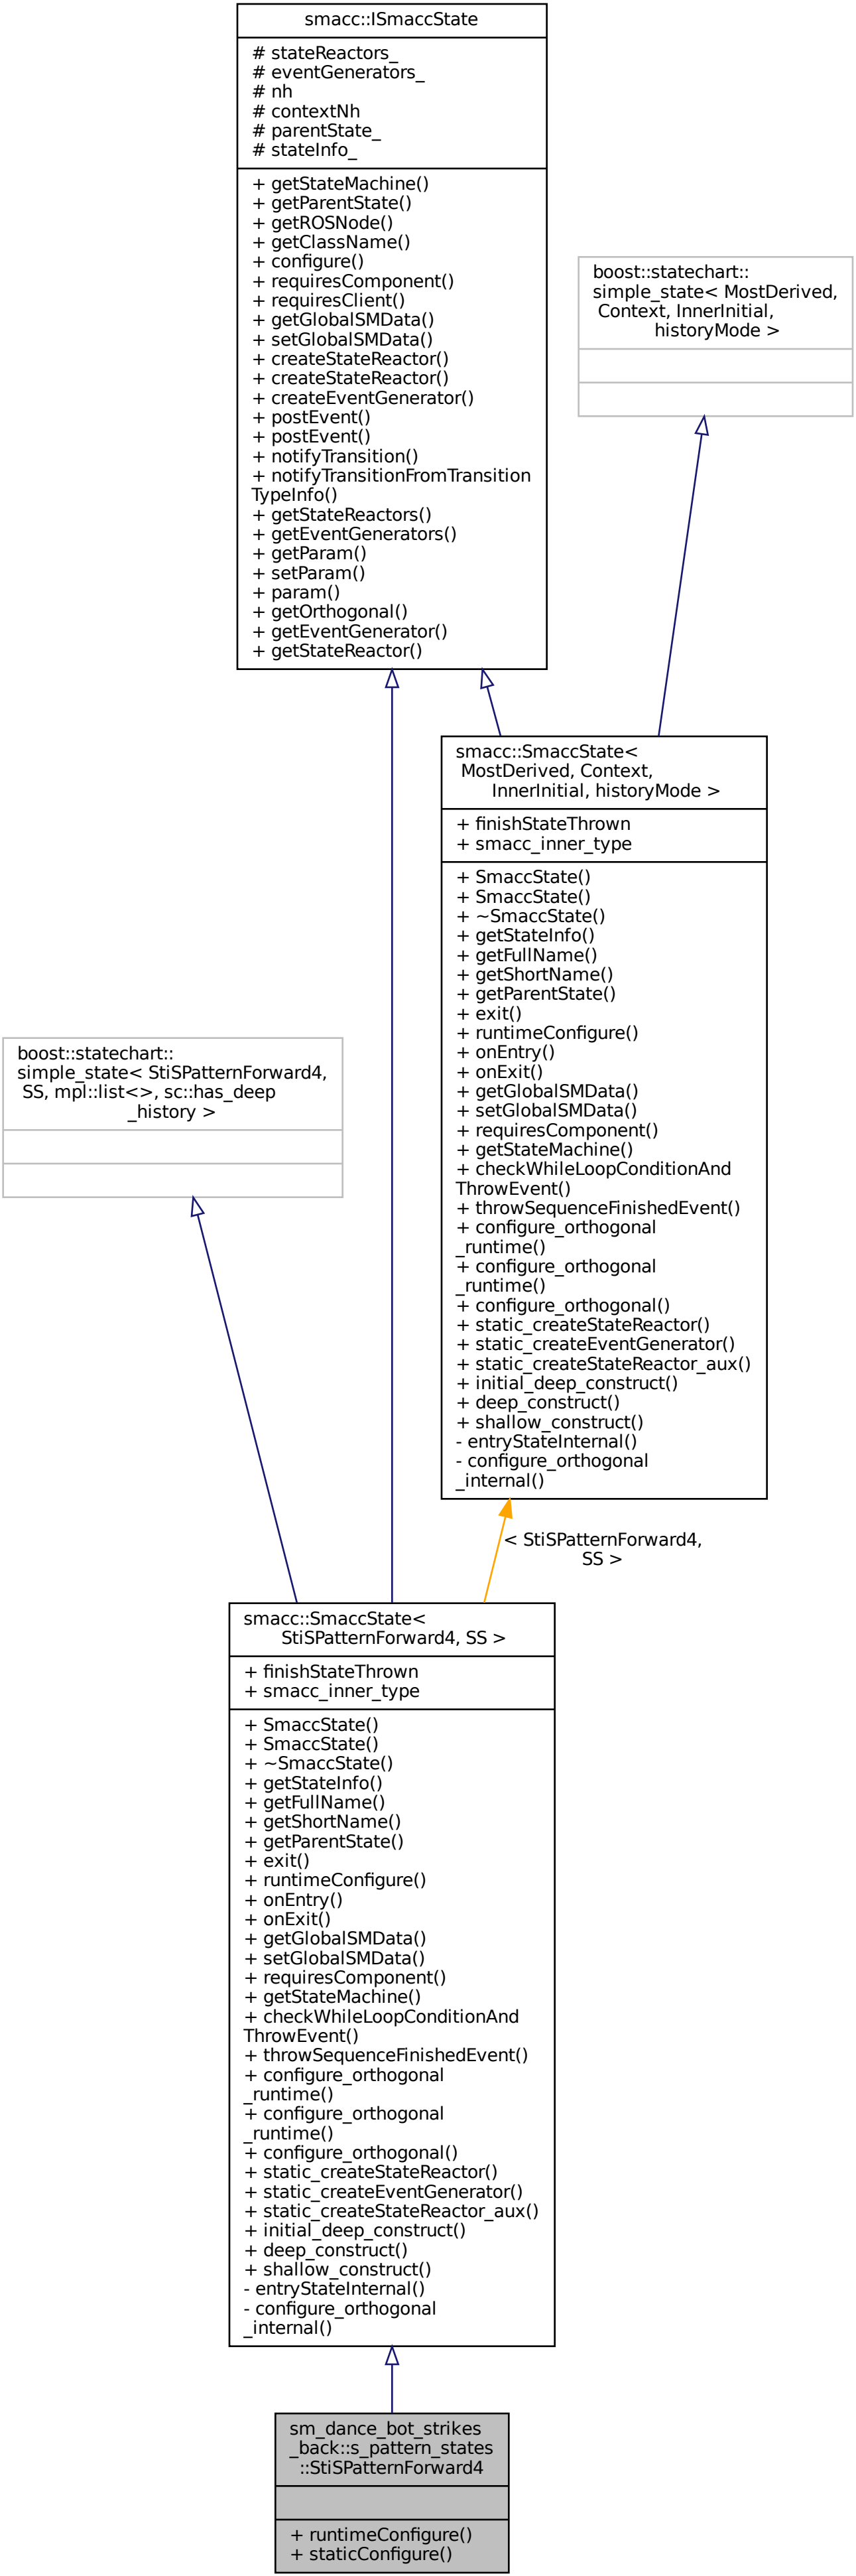 smacc::ISmaccState
# stateReactors_
# eventGenerators_
# nh
# contextNh
# parentState_
# stateInfo_
+ getStateMachine()
+ getParentState()
+ getROSNode()
+ getClassName()
+ configure()
+ requiresComponent()
+ requiresClient()
+ getGlobalSMData()
+ setGlobalSMData()
+ createStateReactor()
+ createStateReactor()
+ createEventGenerator()
+ postEvent()
+ postEvent()
+ notifyTransition()
+ notifyTransitionFromTransition
TypeInfo()
+ getStateReactors()
+ getEventGenerators()
+ getParam()
+ setParam()
+ param()
+ getOrthogonal()
+ getEventGenerator()
+ getStateReactor()
boost::statechart::
simple_state< MostDerived,
Context, InnerInitial,
historyMode >
smacc::SmaccState<
MostDerived, Context,
InnerInitial, historyMode >
+ finishStateThrown
+ smacc_inner_type
+ SmaccState()
+ SmaccState()
+ ~SmaccState()
+ getStateInfo()
+ getFullName()
+ getShortName()
+ getParentState()
+ exit()
+ runtimeConfigure()
+ onEntry()
+ onExit()
+ getGlobalSMData()
+ setGlobalSMData()
+ requiresComponent()
+ getStateMachine()
+ checkWhileLoopConditionAnd
ThrowEvent()
+ throwSequenceFinishedEvent()
+ configure_orthogonal
_runtime()
+ configure_orthogonal
_runtime()
+ configure_orthogonal()
+ static_createStateReactor()
+ static_createEventGenerator()
+ static_createStateReactor_aux()
+ initial_deep_construct()
+ deep_construct()
+ shallow_construct()
- entryStateInternal()
- configure_orthogonal
_internal()
boost::statechart::
simple_state< StiSPatternForward4,
SS, mpl::list<>, sc::has_deep
_history >
< StiSPatternForward4,
SS >
smacc::SmaccState<
StiSPatternForward4, SS >
+ finishStateThrown
+ smacc_inner_type
+ SmaccState()
+ SmaccState()
+ ~SmaccState()
+ getStateInfo()
+ getFullName()
+ getShortName()
+ getParentState()
+ exit()
+ runtimeConfigure()
+ onEntry()
+ onExit()
+ getGlobalSMData()
+ setGlobalSMData()
+ requiresComponent()
+ getStateMachine()
+ checkWhileLoopConditionAnd
ThrowEvent()
+ throwSequenceFinishedEvent()
+ configure_orthogonal
_runtime()
+ configure_orthogonal
_runtime()
+ configure_orthogonal()
+ static_createStateReactor()
+ static_createEventGenerator()
+ static_createStateReactor_aux()
+ initial_deep_construct()
+ deep_construct()
+ shallow_construct()
- entryStateInternal()
- configure_orthogonal
_internal()
sm_dance_bot_strikes
_back::s_pattern_states
::StiSPatternForward4
+ runtimeConfigure()
+ staticConfigure()